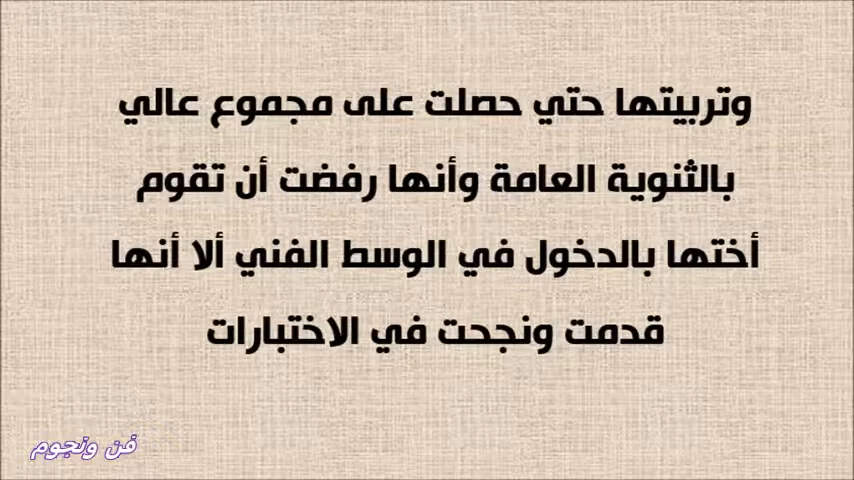 وتربيتها حتي حصلت على مجموع عالي
بالثنوية العامة وأنها رفضت أن تقوم
أختها بالدخول في الوسط الفني ألا أنها
قدمت ونجحت في الاختبارات
فن ونجوم